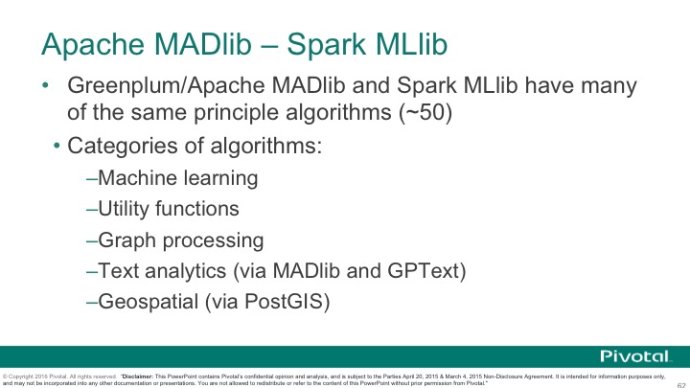 Apache MADlib – Spark MLlib
• Greenplum/Apache MADlib and Spark MLlib have many
of the same principle algorithms (~50)
• Categories of algorithms:
–Machine learning
–Utility functions
–Graph processing
–Text analytics (via MADlib and GPText)
–Geospatial (via PostGIS)
Pivotal
© Copyright 2016 Pivotal. All rights reserved. "Disclaimer: This PowerPoint contains Pivotal's confidential opinion and analysis, and is subject to the Parties April 20, 2015 & March 4, 2015 Non-Disclosure Agreement. It is intended for information purposes only,
and may not be incorporated into any other documentation or presentations. You are not allowed to redistribute or refer to the content of this PowerPoint without prior permission from Pivotal."
62